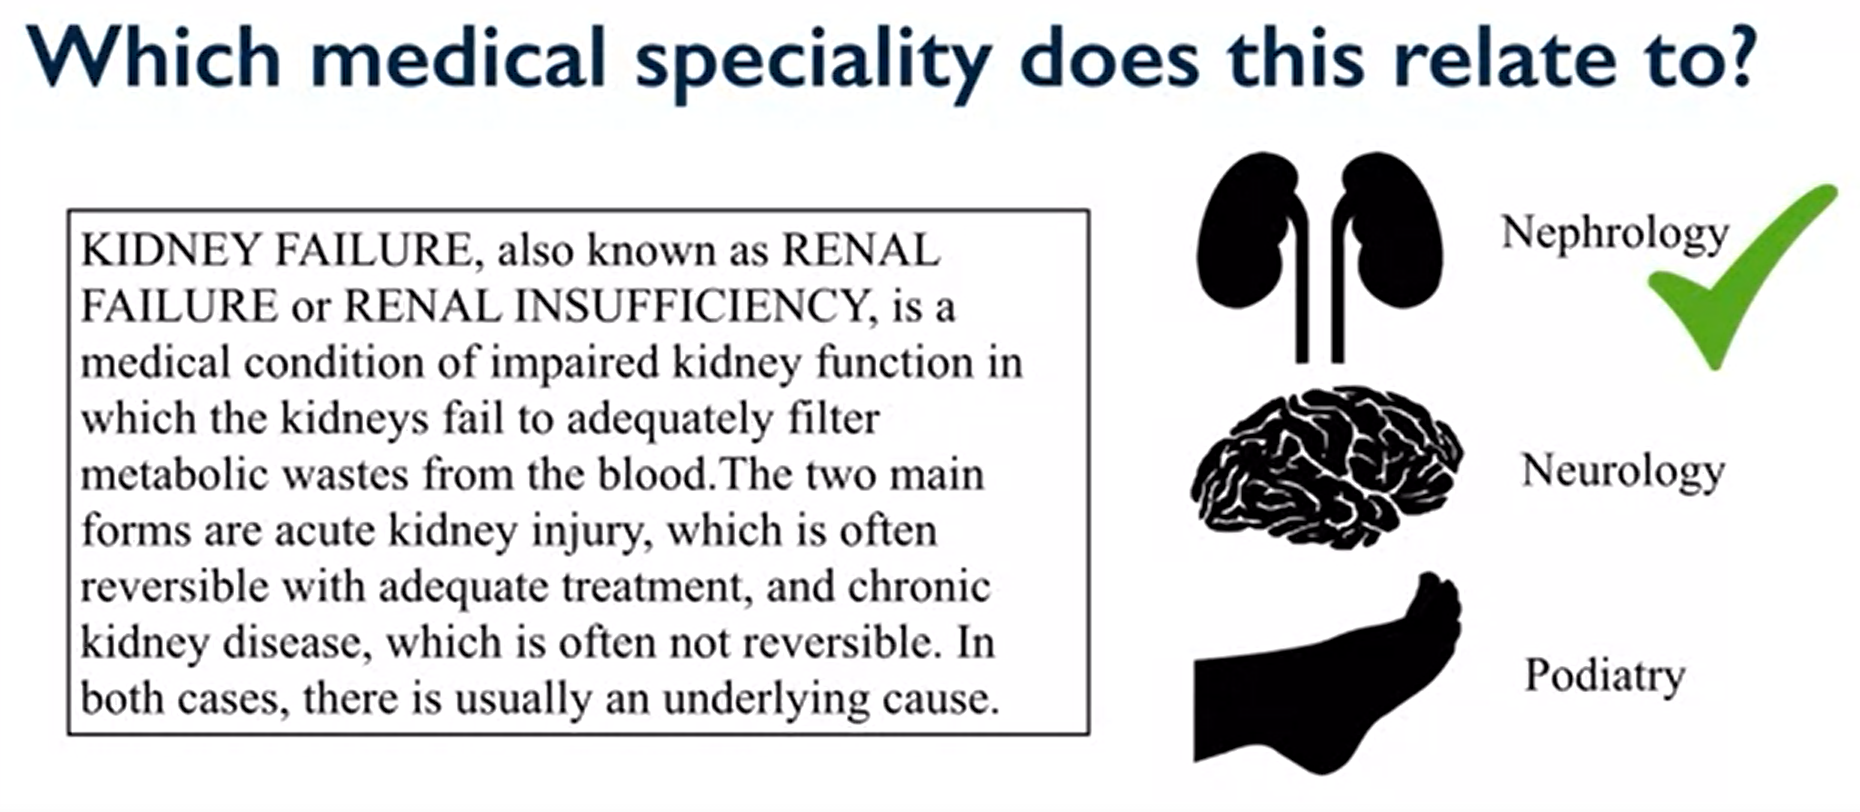 Which medical speciality does this relate to?
KIDNEY FAILURE, also known as RENAL
FAILURE or RENAL INSUFFICIENCY, is a
medical condition of impaired kidney function in
which the kidneys fail to adequately filter
metabolic wastes from the blood.The two main
forms are acute kidney injury, which is often
reversible with adequate treatment, and chronic
kidney disease, which is often not reversible. In
both cases, there is usually an underlying cause.
Nephrology
Neurology
Podiatry